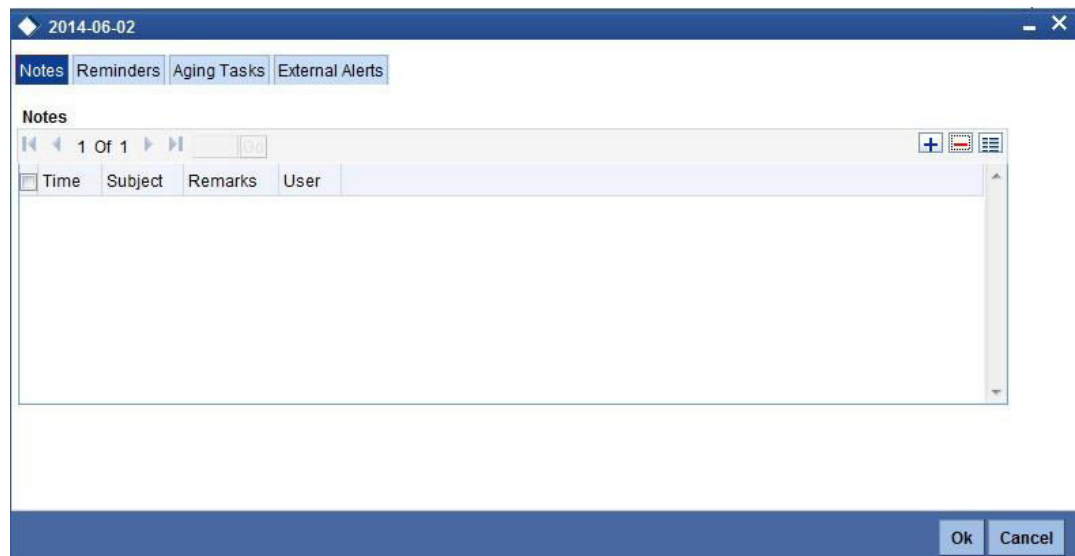 2014-06-02
Notes Reminders Aging Tasks External Alerts
Notes
1 Of 1 Go
Time Subject Remarks User
Ok Cancel